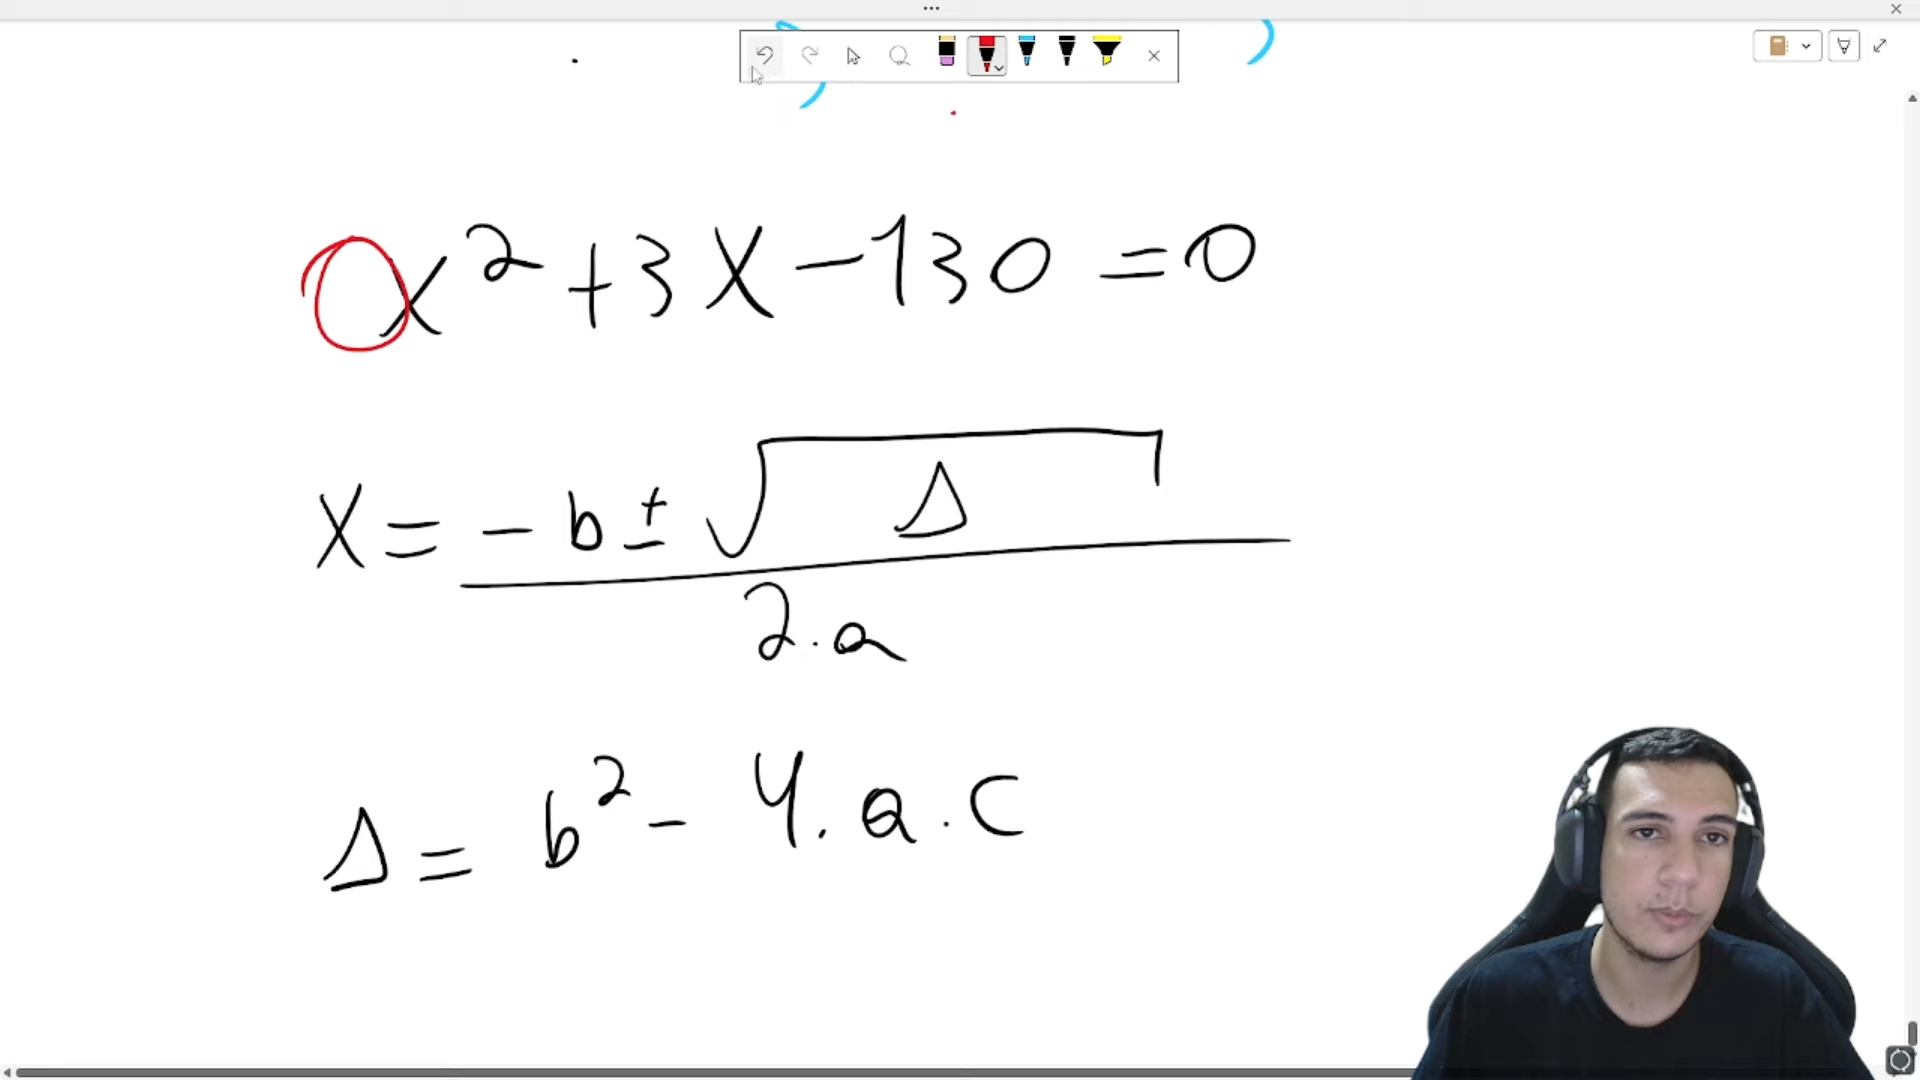 x² + 3x - 130 = 0
x = - b ± √Δ
2 . a
Δ = b² - 4 . a . c